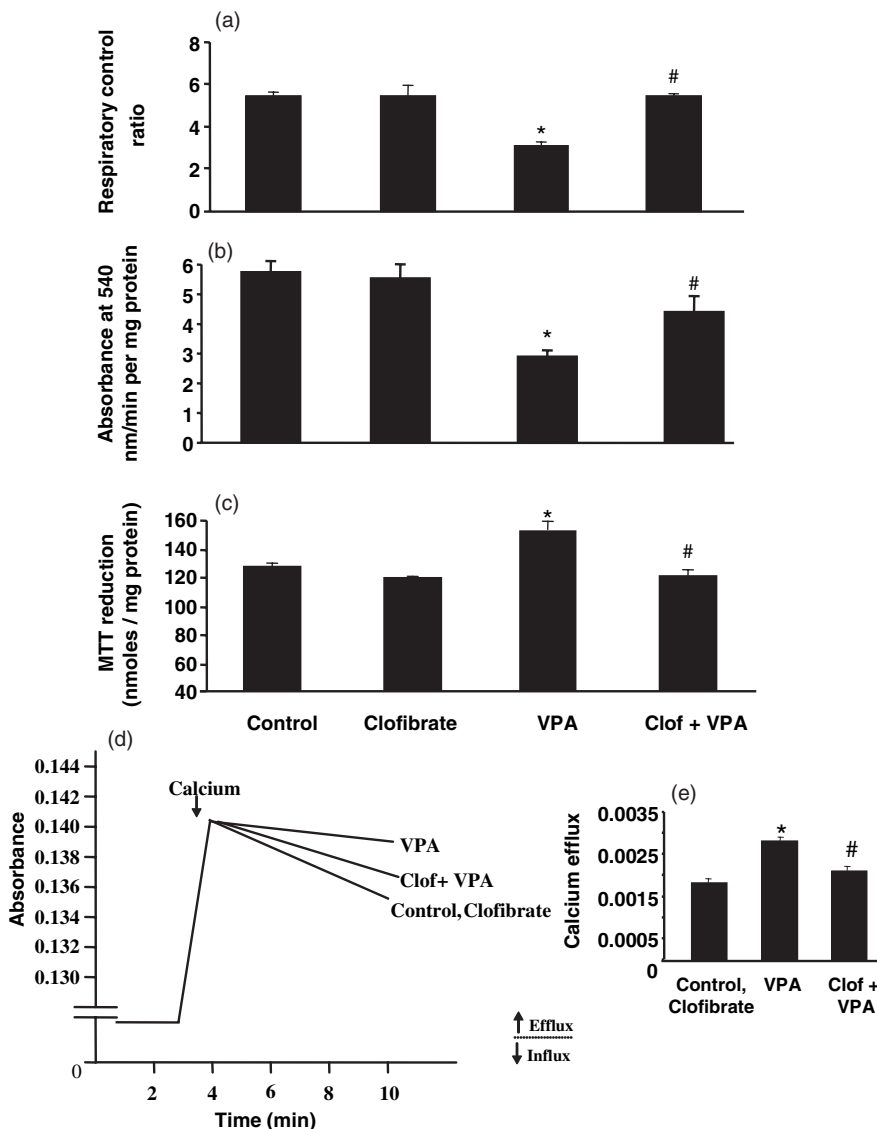 (a)
Respiratory control
ratio
8
6
4
2
0
*
#
(b)
Absorbance at 540
nm/min per mg protein
6
5
4
3
2
1
0
*
#
(c)
MTT reduction
(nmoles / mg protein)
160
140
120
100
80
60
40
*
#
Control
Clofibrate
VPA
Clof + VPA
(d)
Absorbance
0.144
0.142
0.140
0.138
0.136
0.134
0.132
0.130
0
Calcium
VPA
Clof+ VPA
Control,Clofibrate
Efflux
Influx
2
4
6
8
10
Time (min)
(e)
Calcium efflux
0.0035
0.0025
0.0015
0.0005
0
*
#
Control,
Clofibrate
VPA
Clof +
VPA